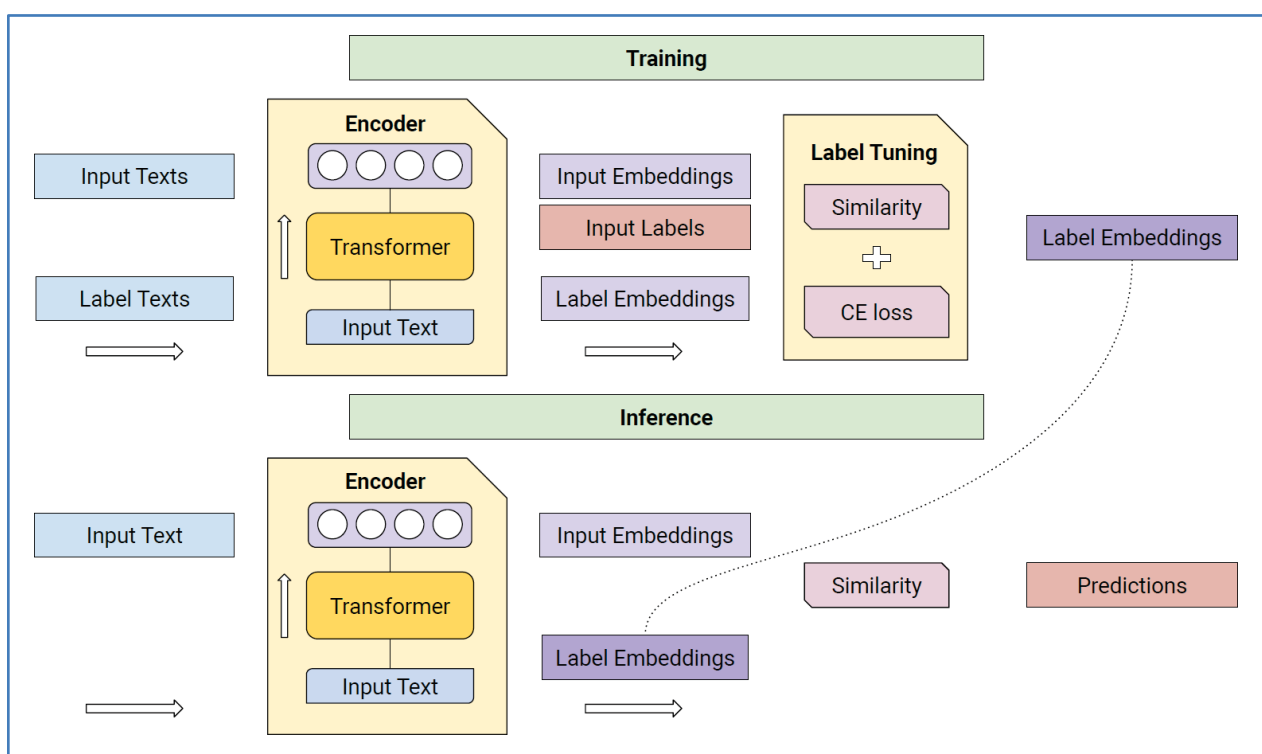 Training
Encoder
Label Tuning
Input Texts
Input Embeddings
Similarity
Input Labels
Transformer
Label Embeddings
Label Texts
Label Embeddings
CE loss
Input Text
Inference
Encoder
Input Text
Input Embeddings
Similarity
Predictions
Transformer
Label Embeddings
Input Text